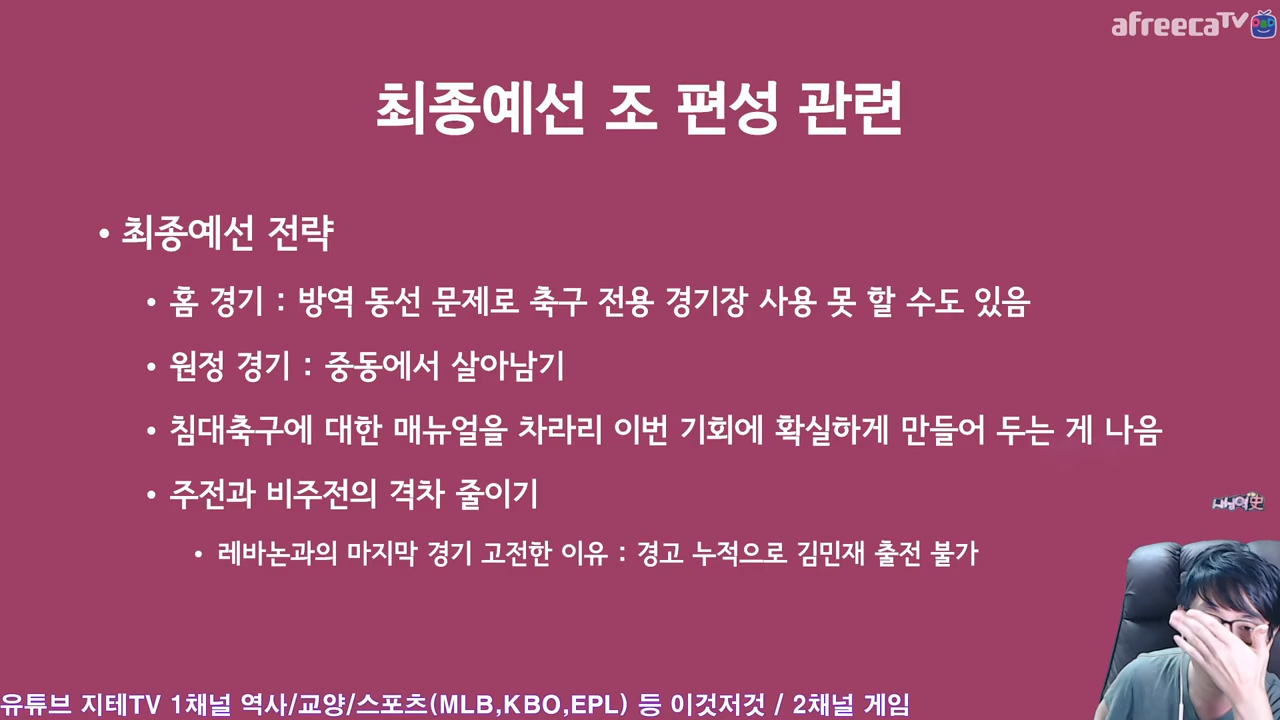 afreecaTV
최종예선 조 편성 관련
• 최종예선 전략
• 홈 경기 : 방역 동선 문제로 축구 전용 경기장 사용 못 할 수도 있음
• 원정 경기 : 중동에서 살아남기
• 침대축구에 대한 매뉴얼을 차라리 이번 기회에 확실하게 만들어 두는 게 나음
• 주전과 비주전의 격차 줄이기
• 레바논과의 마지막 경기 고전한 이유 : 경고 누적으로 김민재 출전 불가
유튜브 지테TV 1채널 역사/교양/스포츠(MLB,KBO,EPL) 등 이것저것 / 2채널 게임